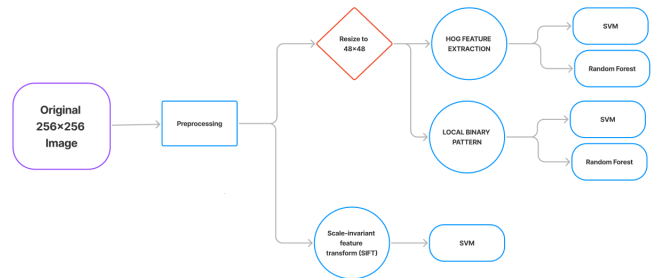 Original
256×256
Image
Preprocessing
Resize to
48×48
HOG FEATURE
EXTRACTION
SVM
Random Forest
LOCAL BINARY
PATTERN
SVM
Random Forest
Scale-invariant
feature
transform (SIFT)
SVM